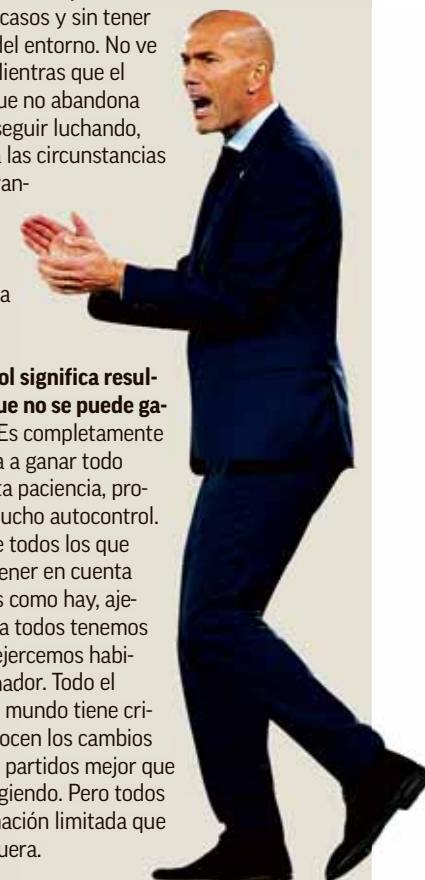 casos y sin tener
del entorno. No ve
Mientras que el
que no abandona
seguir luchando,
a las circunstancias
an-
a
ol significa resul-
ue no se puede ga-
Es completamente
a a ganar todo
ta paciencia, pro-
ucho autocontrol.
e todos los que
ener en cuenta
s como hay, aje-
a todos tenemos
ejercemos habi-
nador. Todo el
mundo tiene cri-
ocen los cambios
partidos mejor que
giendo. Pero todos
mación limitada que
uera.